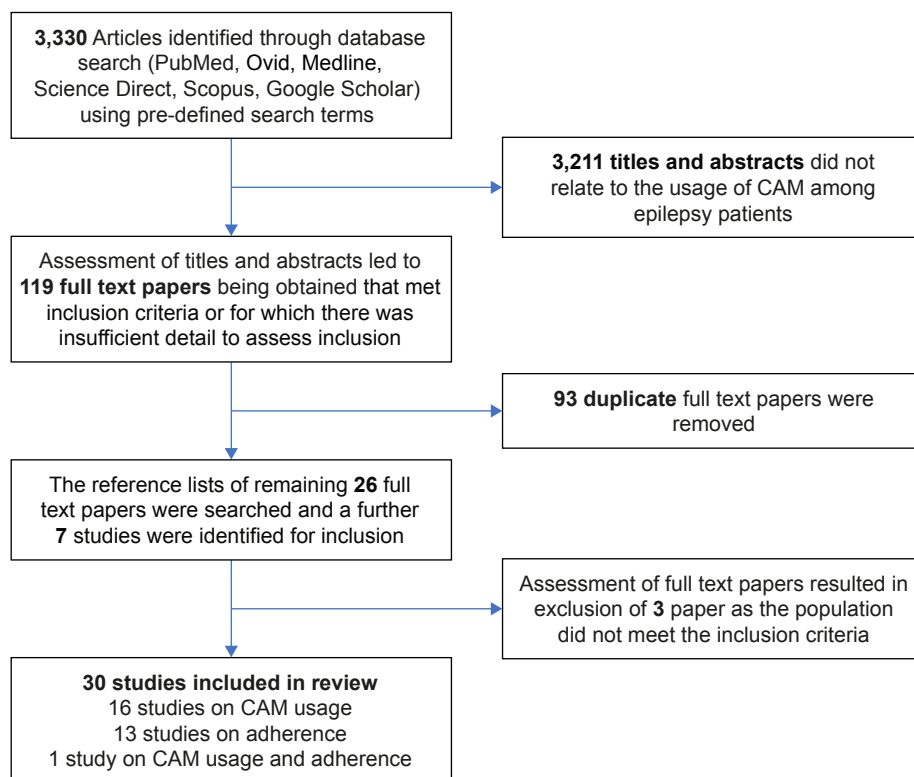 3,330 Articles identified through database
search (PubMed, Ovid, Medline,
Science Direct, Scopus, Google Scholar)
using pre-defined search terms
3,211 titles and abstracts did not
relate to the usage of CAM among
epilepsy patients
Assessment of titles and abstracts led to
119 full text papers being obtained that met
inclusion criteria or for which there was
insufficient detail to assess inclusion
93 duplicate full text papers were
removed
The reference lists of remaining 26 full
text papers were searched and a further
7 studies were identified for inclusion
Assessment of full text papers resulted in
exclusion of 3 paper as the population
did not meet the inclusion criteria
30 studies included in review
16 studies on CAM usage
13 studies on adherence
1 study on CAM usage and adherence